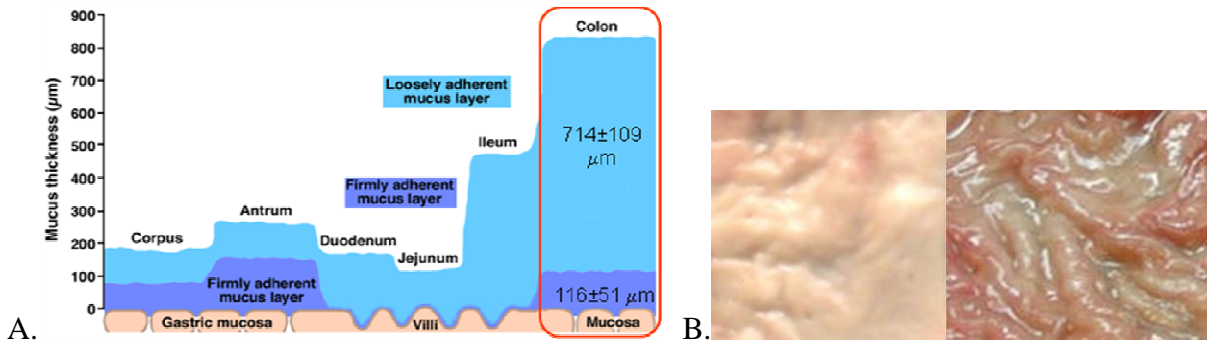 900
800
700
600
500
400
300
200
100
0
Mucus thickness (μm)
Corpus
Antrum
Duodenum
Jejunum
Ileum
Colon
Loosely adherent
mucus layer
Firmly adherent
mucus layer
Firmly adherent
mucus layer
714±109
μm
116±51 μm
Gastric mucosa
Villi
Mucosa
A.
B.